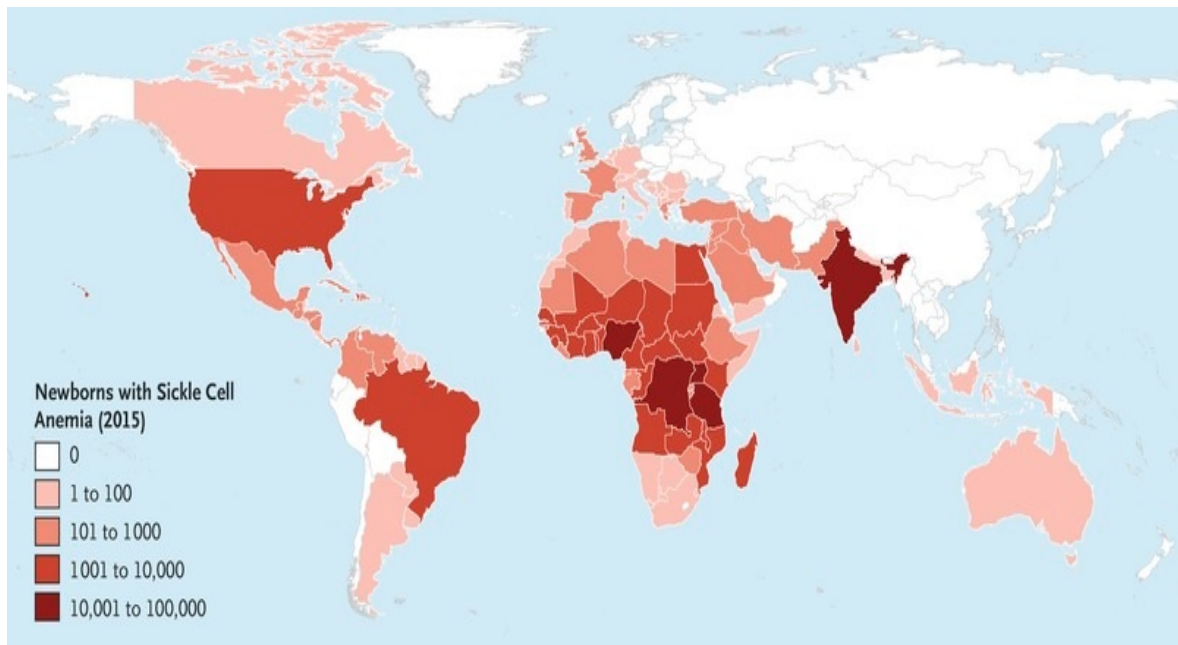 Newborns with Sickle Cell
Anemia (2015)
0
1 to 100
101 to 1000
1001 to 10,000
10,001 to 100,000